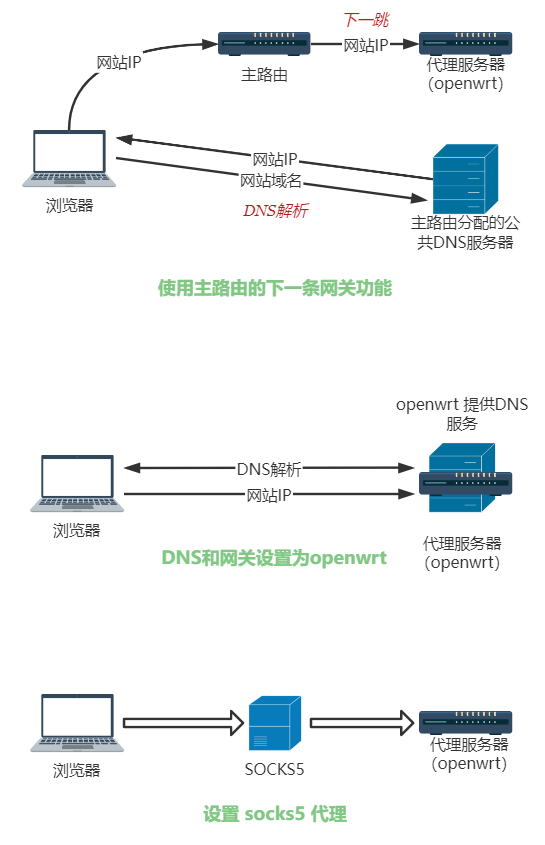 下一跳
网站IP
网站IP
主路由
代理服务器
（openwrt）
网站IP
网站域名
浏览器
DNS解析
主路由分配的公
共DNS服务器
使用主路由的下一条网关功能
openwrt 提供DNS
服务
DNS解析
网站IP
浏览器
代理服务器
（openwrt）
DNS和网关设置为openwrt
浏览器
SOCKS5
代理服务器
（openwrt）
设置 socks5 代理